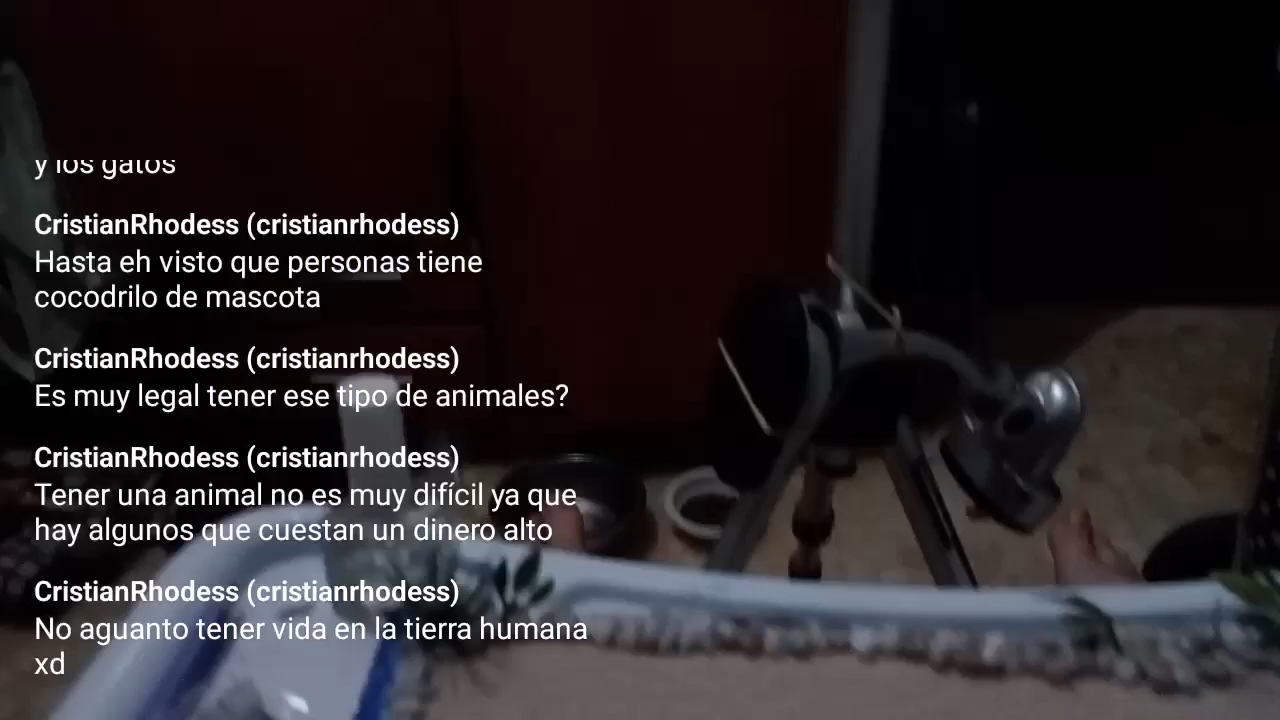 y los gatos
CristianRhodess (cristianrhodess)
Hasta eh visto que personas tiene
cocodrilo de mascota
CristianRhodess (cristianrhodess)
Es muy legal tener ese tipo de animales?
CristianRhodess (cristianrhodess)
Tener una animal no es muy difícil ya que
hay algunos que cuestan un dinero alto
CristianRhodess (cristianrhodess)
No aguanto tener vida en la tierra humana
xd